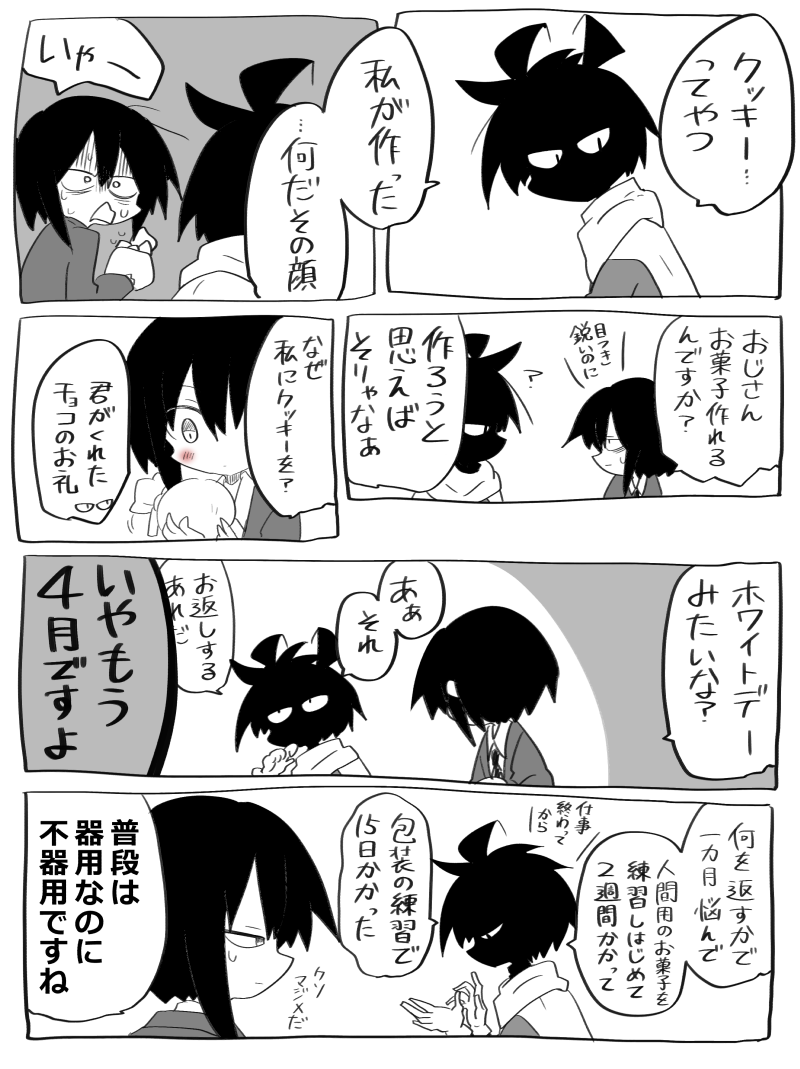 クッキー…
ってやつ
私が作った
…何だその顔
いやー
おじさん
お菓子作れる
んですか？
目つき
鋭いのに
？
作ろうと
思えば
そりゃなぁ
なぜ
私にクッキーを？
君がくれた
チョコのお礼
ホワイトデー
みたいな？
あぁ
それ
お返しする
あれだ
いやもう
4月ですよ
何を返すかで
一カ月悩んで
人間用のお菓子を
練習しはじめて
2週間かかって
仕事
終わって
から
包装の練習で
15日かかった
クソ
マジメだ
普段は
器用なのに
不器用ですね